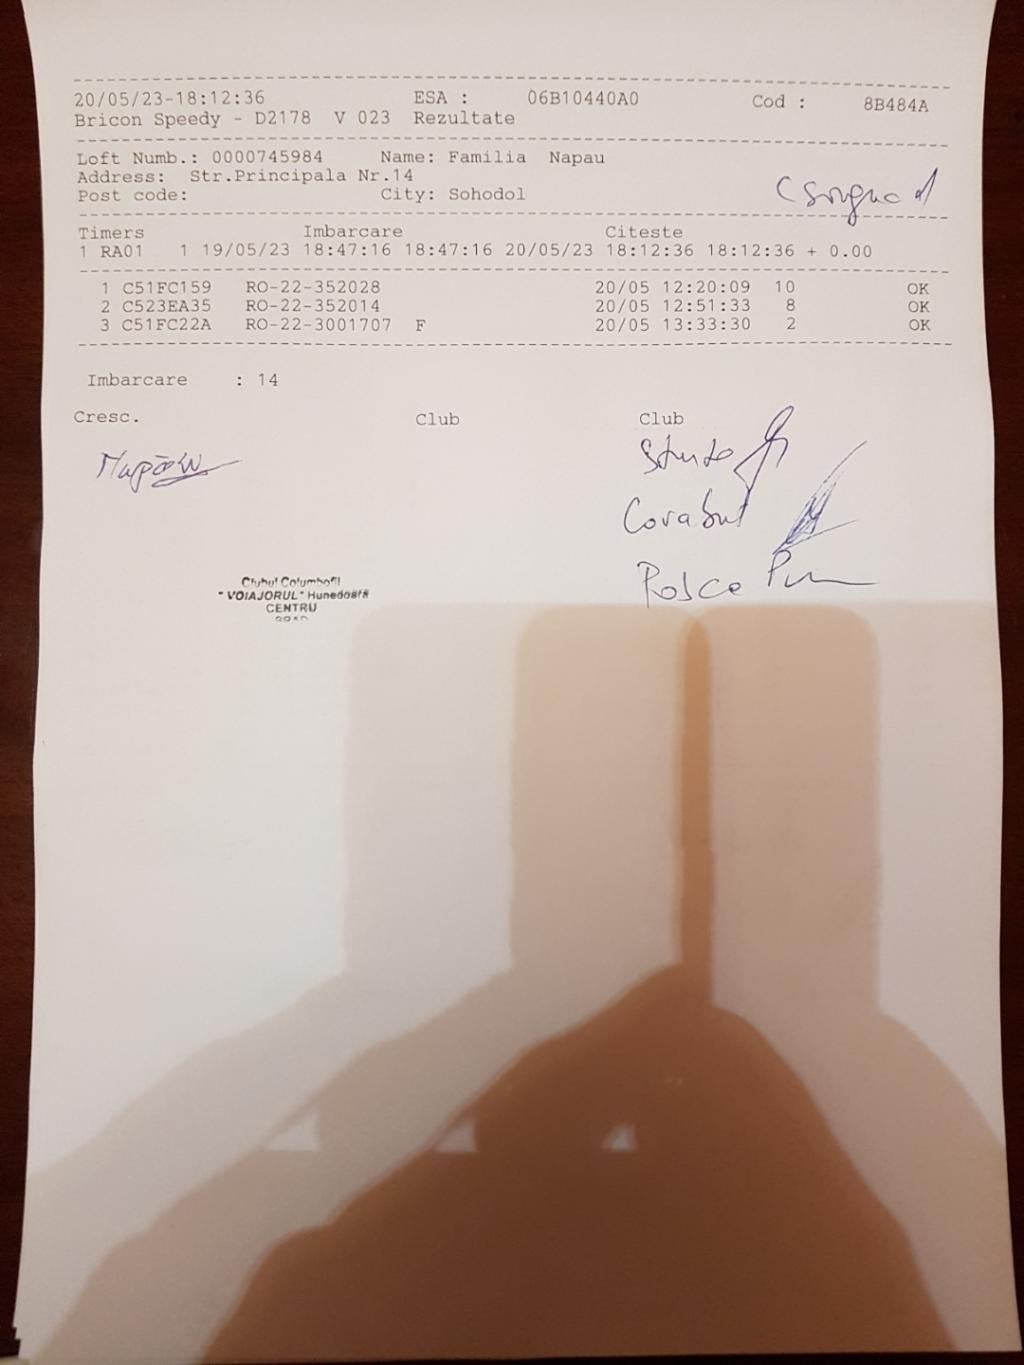 20/05/23-18:12:36 ESA : 06B10440A0 Cod : 8B484A
Bricon Speedy - D2178 V 023 Rezultate
Loft Numb.: 0000745984 Name: Familia Napau
Address: Str.Principala Nr.14
Post code: City: Sohodol
Timers Imbarcare Citeste
1 RA01 1 19/05/23 18:47:16 18:47:16 20/05/23 18:12:36 18:12:36 + 0.00
1 C51FC159 RO-22-352028 20/05 12:20:09 10 OK
2 C523EA35 RO-22-352014 20/05 12:51:33 8 OK
3 C51FC22A RO-22-3001707 F 20/05 13:33:30 2 OK
Imbarcare : 14
Cresc. Club Club
Corabut
Clubul Columbofil
"VOIAJORUL" Hunedoara
CENTRU